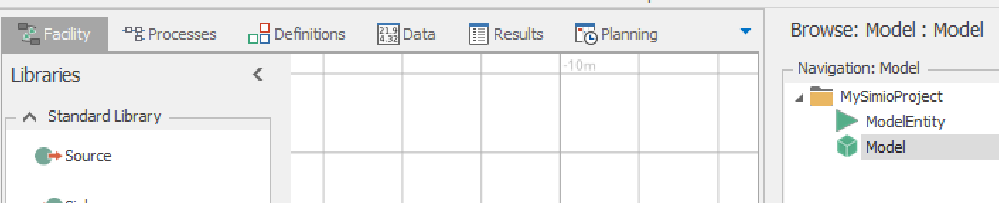 Facility Processes Definitions 21.9 4.32 Data Results Planning
Browse: Model : Model
Libraries
-10m
Navigation: Model
Standard Library
MySimioProject
ModelEntity
Model
Source